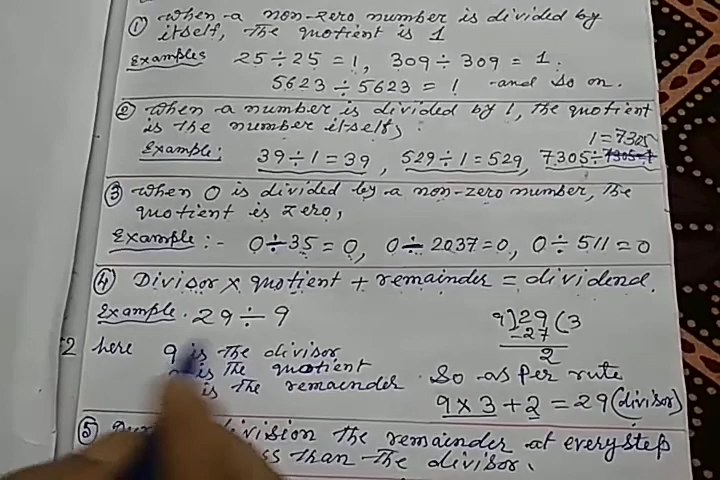 ① When a non-zero number is divided by
itself, The quotient is 1
Examples 25÷25=1, 309÷309=1.
5623÷5623=1 and so on.
② When a number is divided by 1, the quotient
is the number itself,
1=7305
Example: 39÷1=39, 529÷1=529, 7305÷7305=1
③ When 0 is divided by a non-zero number, The
quotient is zero,
Example:- 0÷35=0, 0÷2037=0, 0÷511=0
④ Divisor × quotient + remainder = dividend.
Example. 29÷9
9)29(3
-27
2
2 here 9 is The divisor
is The quotient
is the remainder
So as per rule
9×3+2=29(divisor)
⑤ division the remainder at every step
than The divisor.